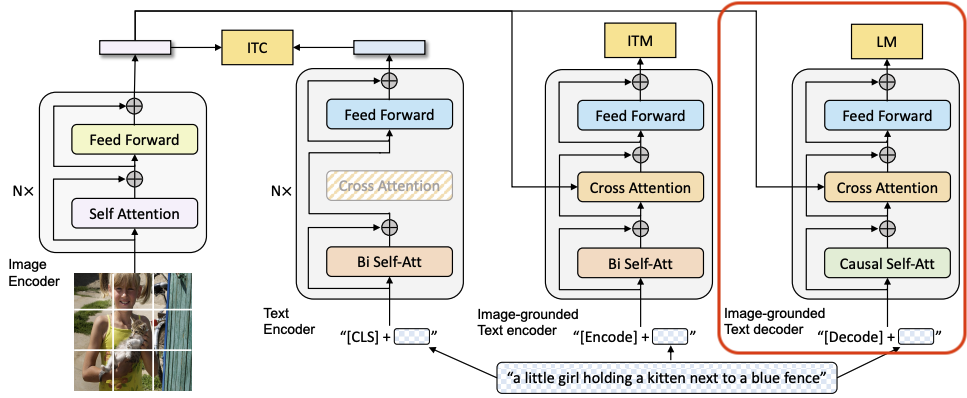 ITC
ITM
LM
Feed Forward
Self Attention
N×
Image
Encoder
Feed Forward
Cross Attention
Bi Self-Att
N×
Text
Encoder
"[CLS] + "
Feed Forward
Cross Attention
Bi Self-Att
Image-grounded
Text encoder
"[Encode] + "
Feed Forward
Cross Attention
Causal Self-Att
Image-grounded
Text decoder
"[Decode] + "
"a little girl holding a kitten next to a blue fence"